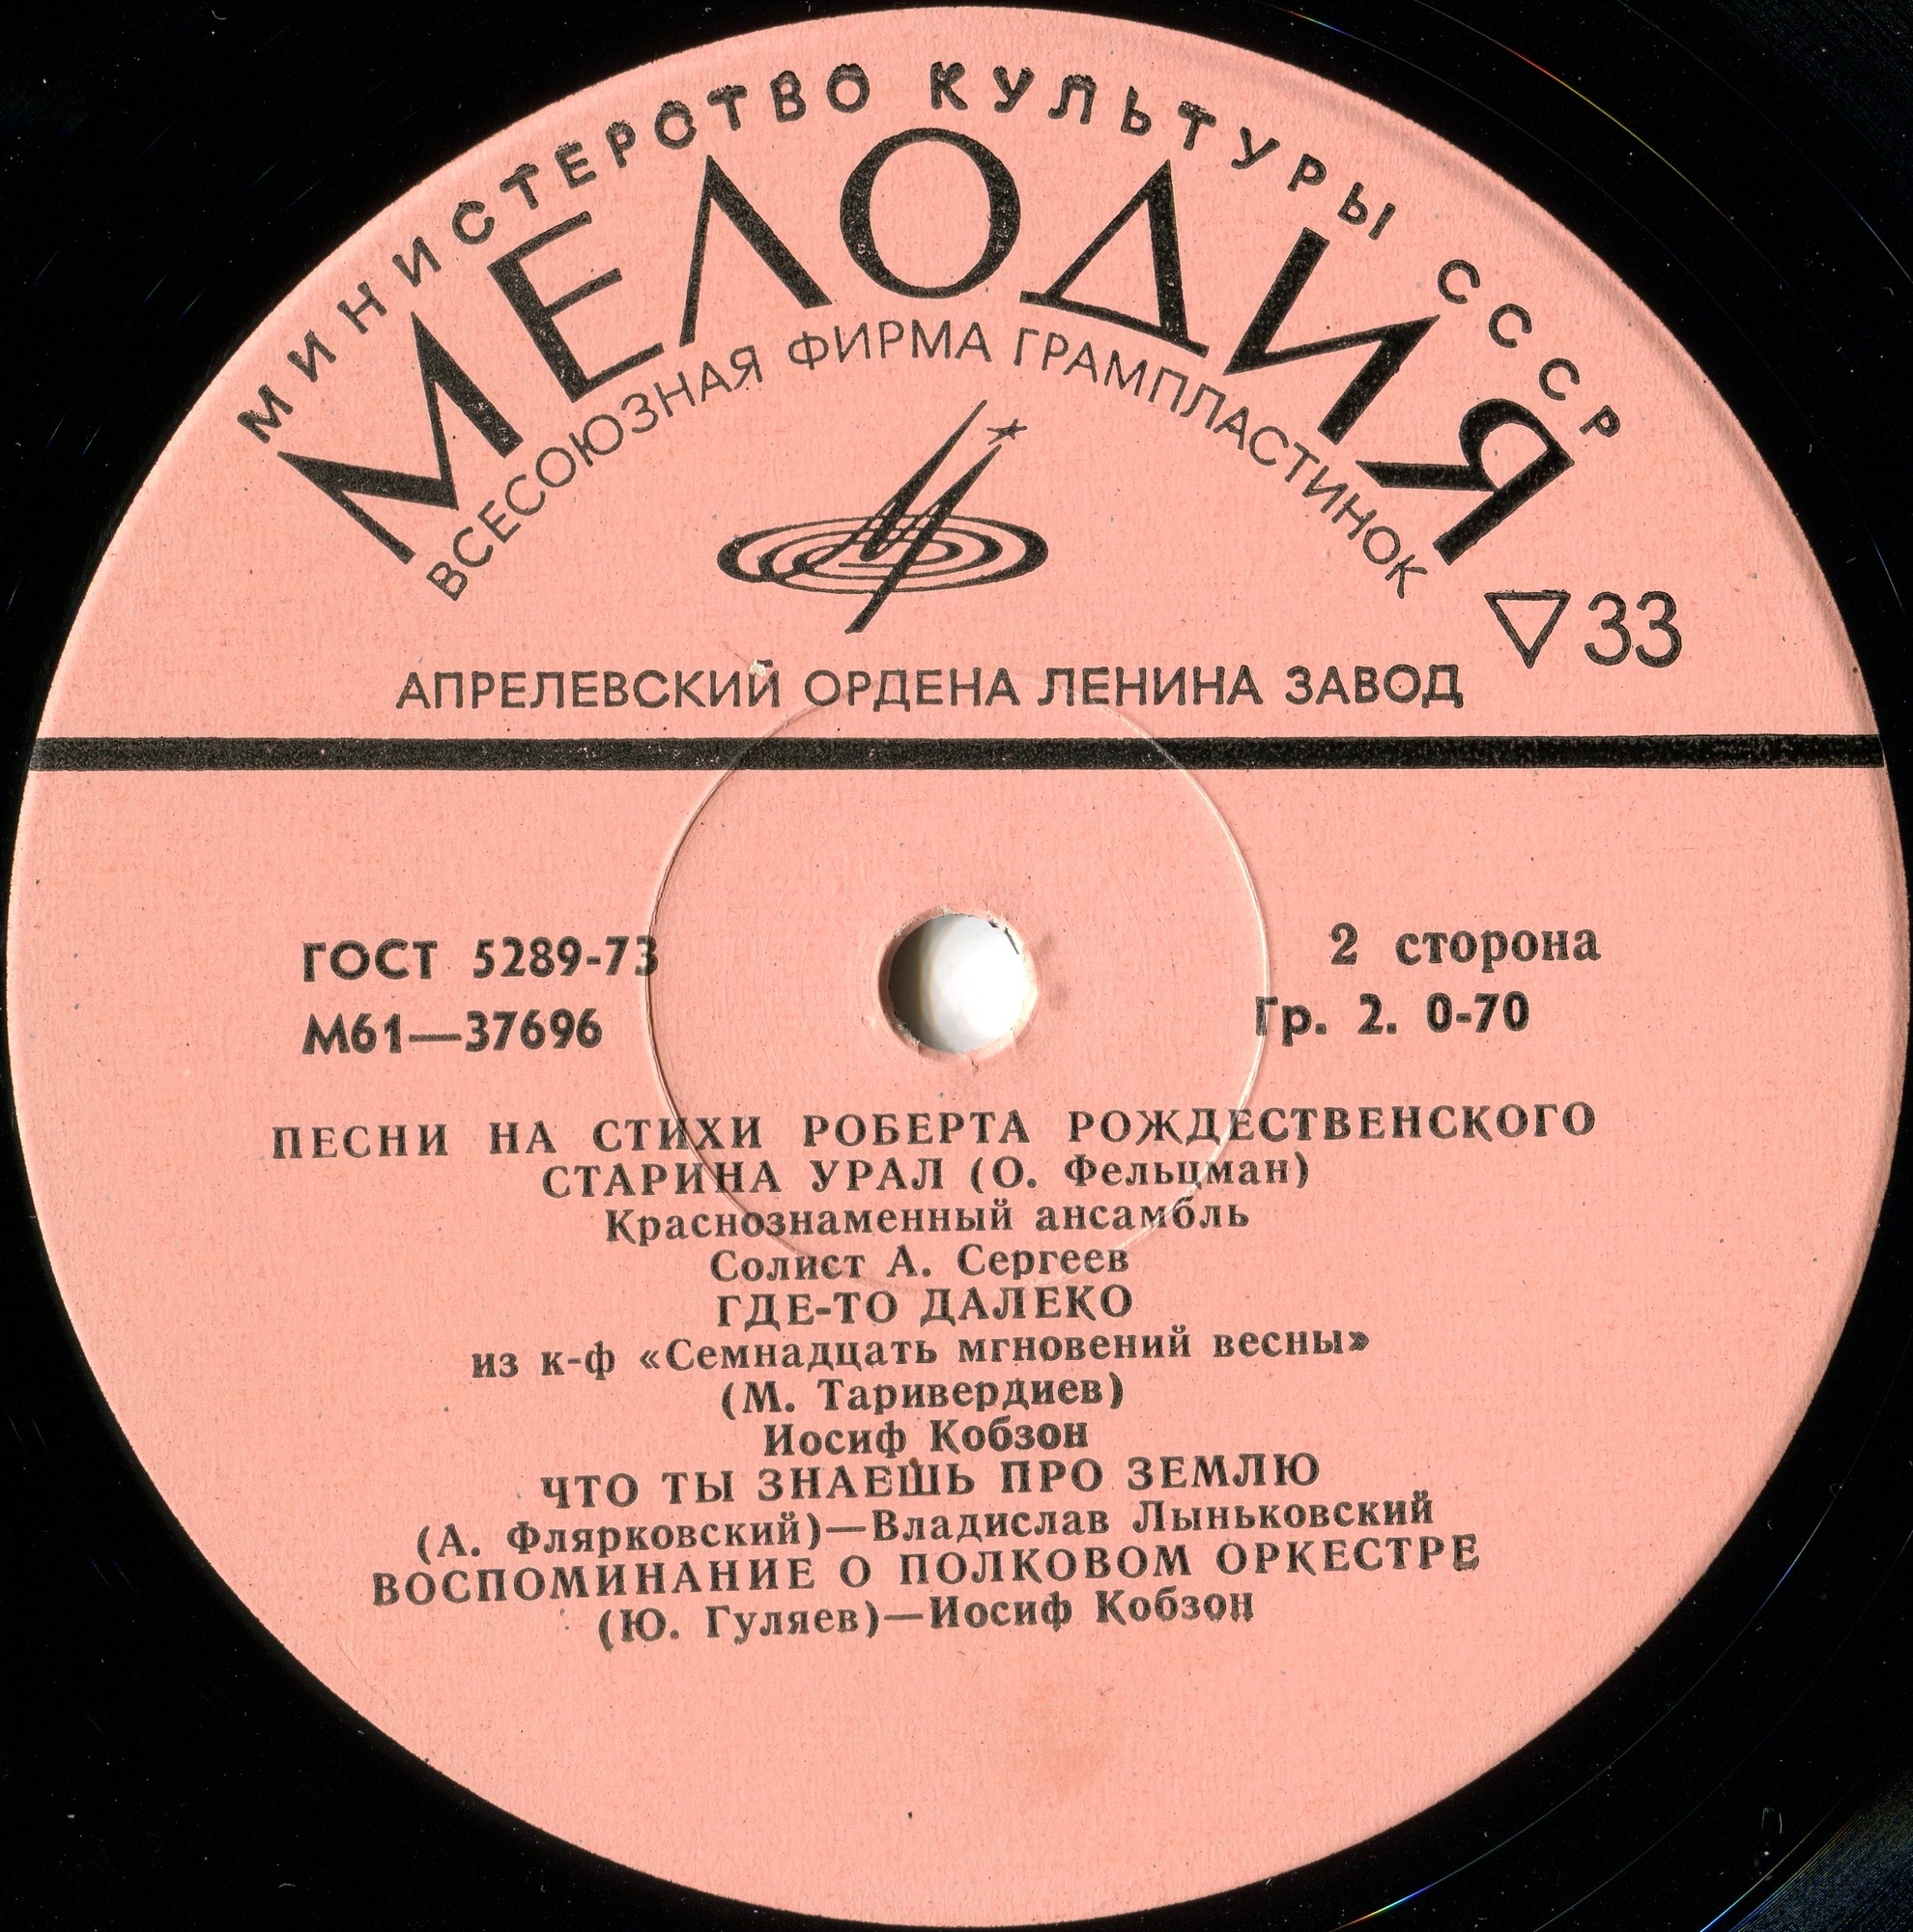 МИНИСТЕРСТВО КУЛЬТУРЫ СССР
МЕЛОДИЯ
ВСЕСОЮЗНАЯ ФИРМА ГРАМПЛАСТИНОК
33
АПРЕЛЕВСКИЙ ОРДЕНА ЛЕНИНА ЗАВОД
ГОСТ 5289-73
2 сторона
М61—37696
Гр. 2. 0-70
ПЕСНИ НА СТИХИ РОБЕРТА РОЖДЕСТВЕНСКОГО
СТАРИНА УРАЛ (О. Фельцман)
Краснознаменный ансамбль
Солист А. Сергеев
ГДЕ-ТО ДАЛЕКО
из к-ф «Семнадцать мгновений весны»
(М. Таривердиев)
Иосиф Кобзон
ЧТО ТЫ ЗНАЕШЬ ПРО ЗЕМЛЮ
(А. Флярковский)—Владислав Лыньковский
ВОСПОМИНАНИЕ О ПОЛКОВОМ ОРКЕСТРЕ
(Ю. Гуляев)—Иосиф Кобзон